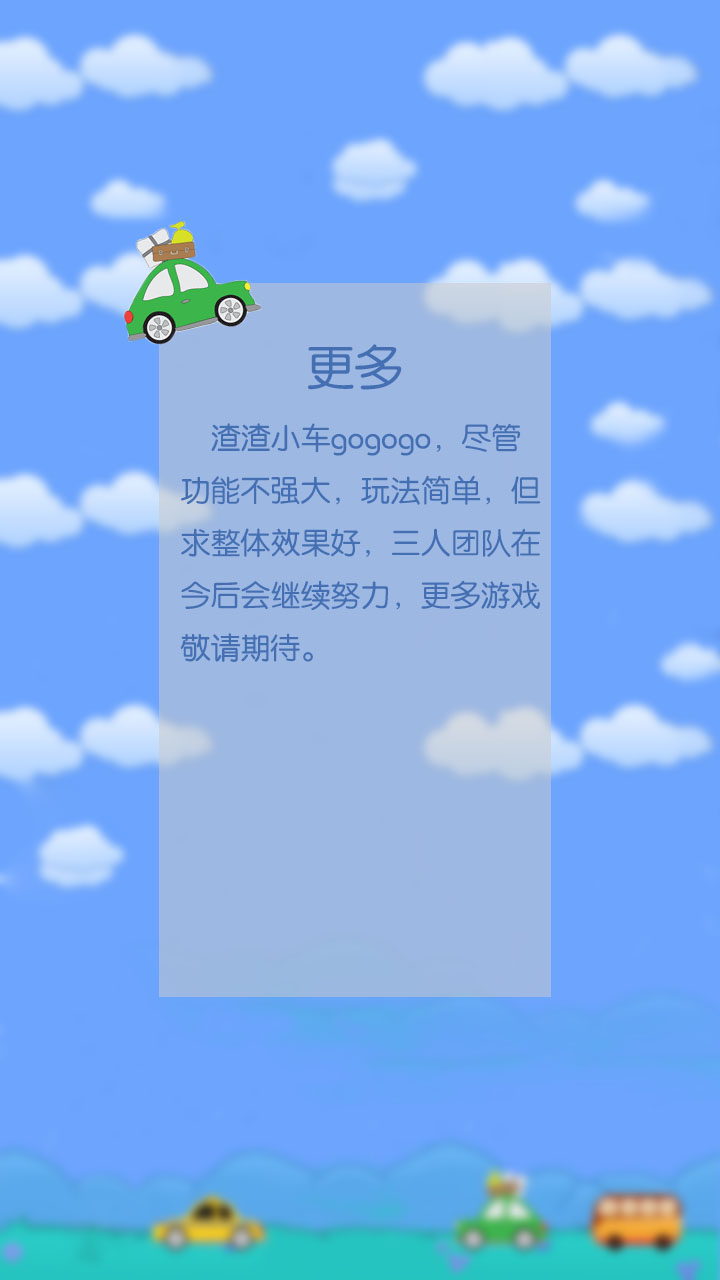 更多
渣渣小车gogogo，尽管
功能不强大，玩法简单，但
求整体效果好，三人团队在
今后会继续努力，更多游戏
敬请期待。